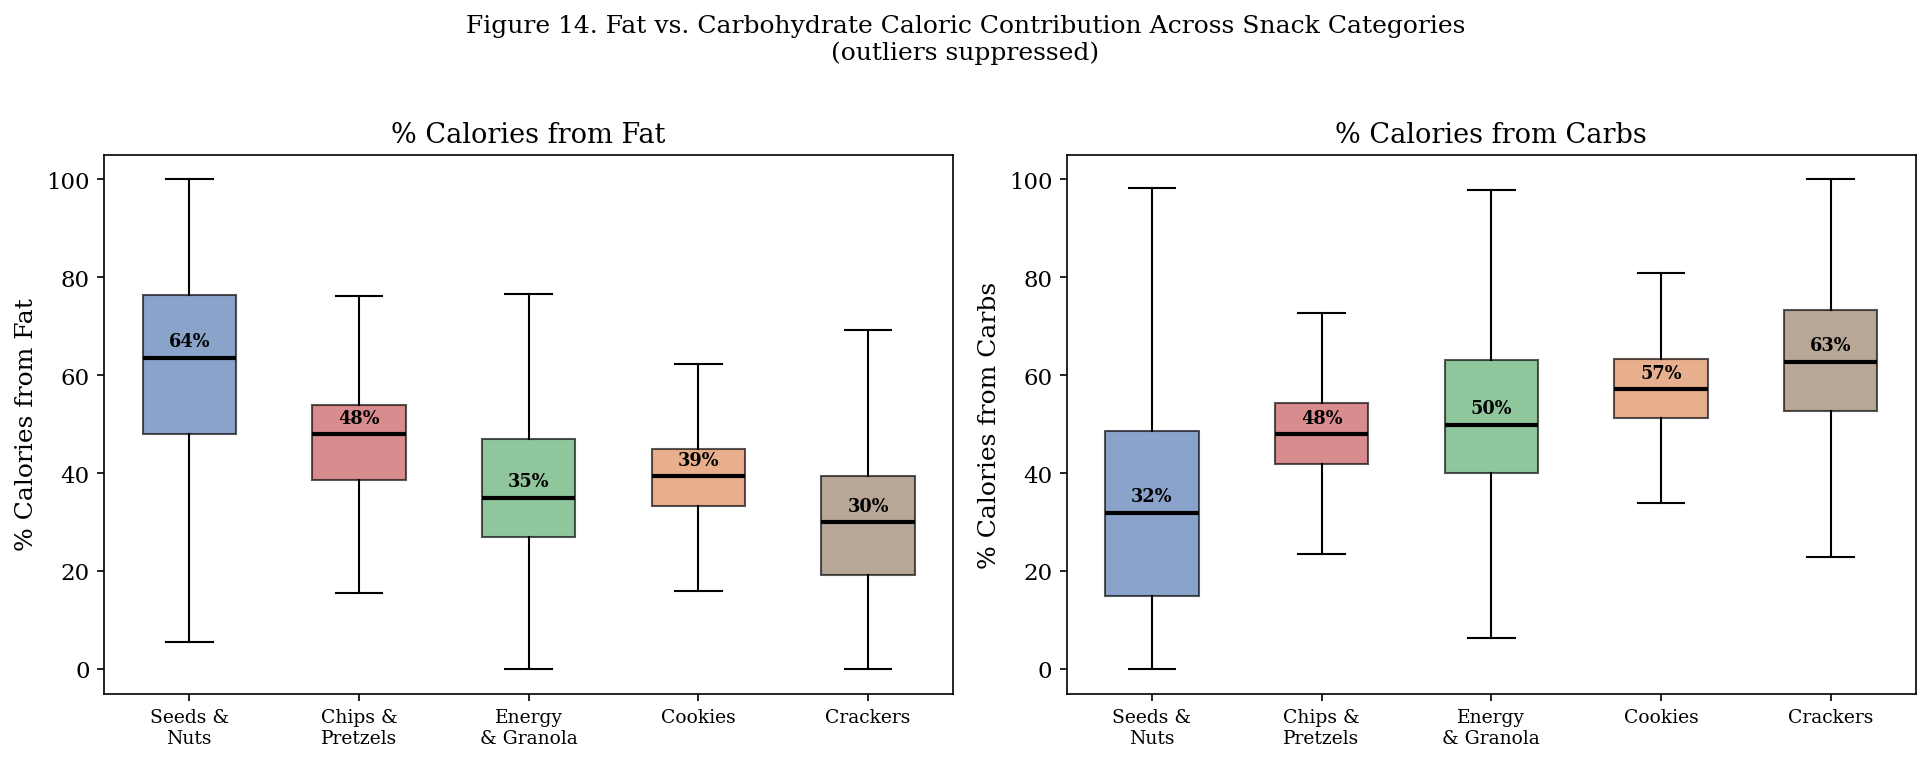 Figure 14. Fat vs. Carbohydrate Caloric Contribution Across Snack Categories
(outliers suppressed)
% Calories from Fat
% Calories from Fat
100
80
60
40
20
0
64%
48%
35%
39%
30%
Seeds &
Nuts
Chips &
Pretzels
Energy
& Granola
Cookies
Crackers
% Calories from Carbs
% Calories from Carbs
100
80
60
40
20
0
32%
48%
50%
57%
63%
Seeds &
Nuts
Chips &
Pretzels
Energy
& Granola
Cookies
Crackers